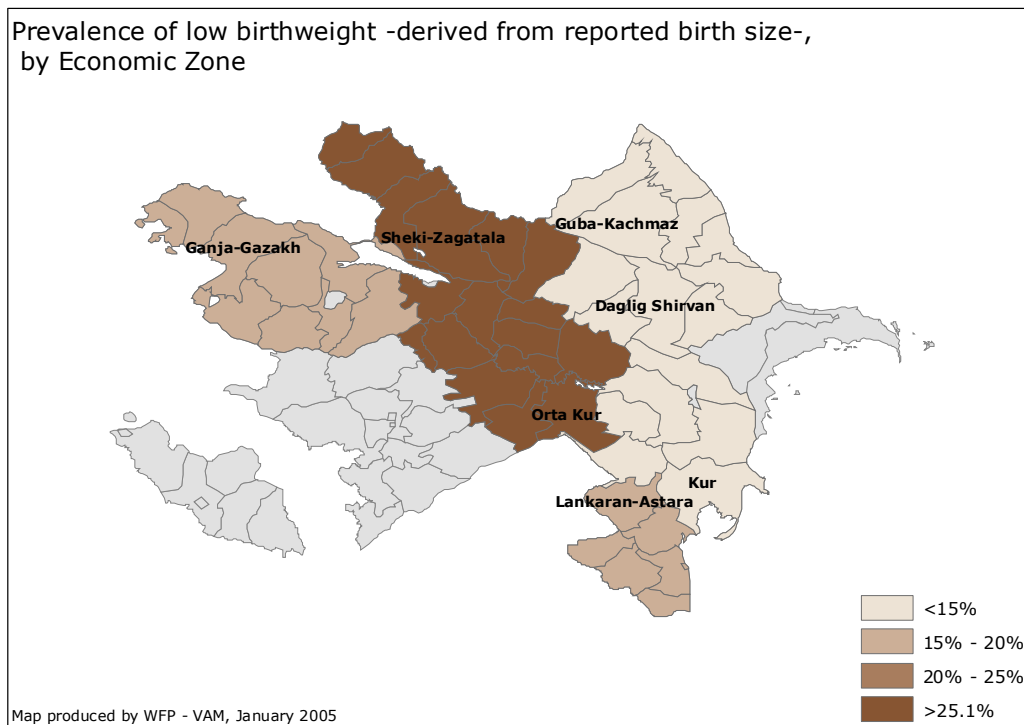 Prevalence of low birthweight -derived from reported birth size-,
by Economic Zone
Guba-Kachmaz
Sheki-Zagatala
Ganja-Gazakh
Daglig Shirvan
Orta Kur
Kur
Lankaran-Astara
<15%
15% - 20%
20% - 25%
>25.1%
Map produced by WFP - VAM, January 2005